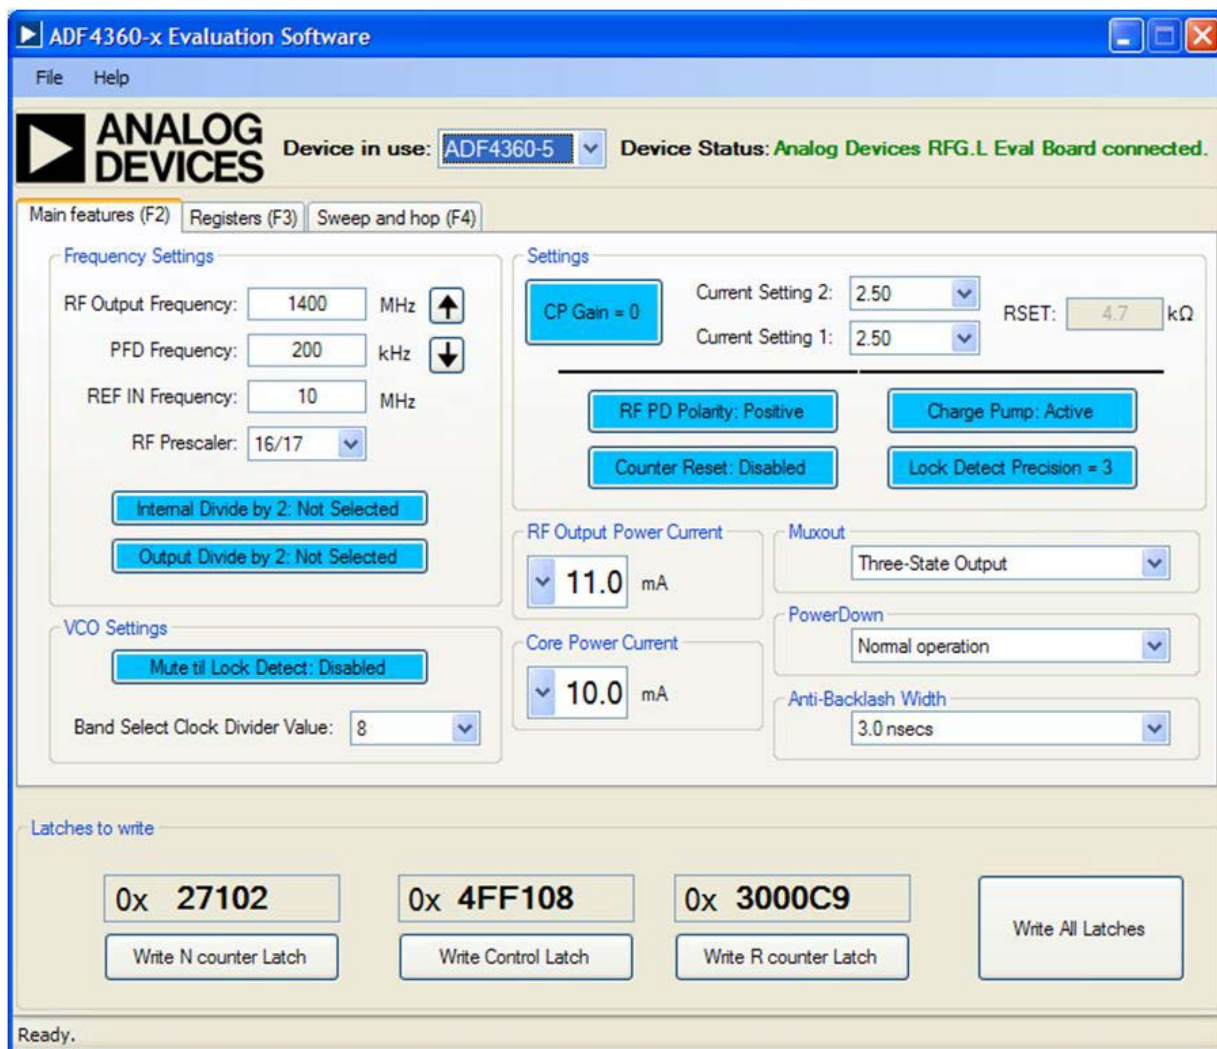 ADF4360-x Evaluation Software
File Help
ANALOG
DEVICES
Device in use: ADF4360-5 Device Status: Analog Devices RFG.L Eval Board connected.
Main features (F2) Registers (F3) Sweep and hop (F4)
Frequency Settings
RF Output Frequency: 1400 MHz
PFD Frequency: 200 kHz
REF IN Frequency: 10 MHz
RF Prescaler: 16/17
Internal Divide by 2: Not Selected
Output Divide by 2: Not Selected
VCO Settings
Mute til Lock Detect: Disabled
Band Select Clock Divider Value: 8
Settings
CP Gain = 0
Current Setting 2: 2.50
Current Setting 1: 2.50
RSET: 4.7 kΩ
RF PD Polarity: Positive Charge Pump: Active
Counter Reset: Disabled Lock Detect Precision = 3
RF Output Power Current
11.0 mA
Core Power Current
10.0 mA
Muxout
Three-State Output
PowerDown
Normal operation
Anti-Backlash Width
3.0 nsecs
Latches to write
0x 27102 0x 4FF108 0x 3000C9
Write N counter Latch Write Control Latch Write R counter Latch Write All Latches
Ready.